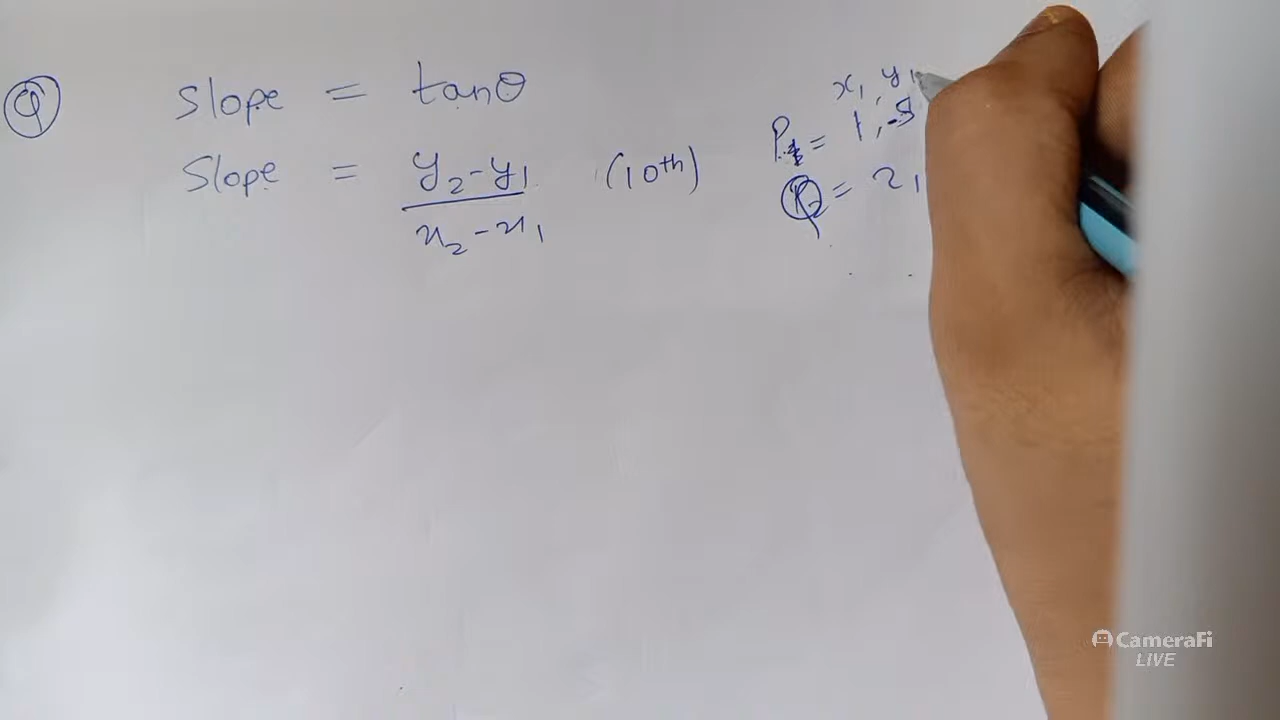 Q slope = tanθ
Slope = y₂-y₁ / x₂-x₁ (10th)
x₁, y₁
P = 1, -5
Q = 2,
CameraFi
LIVE